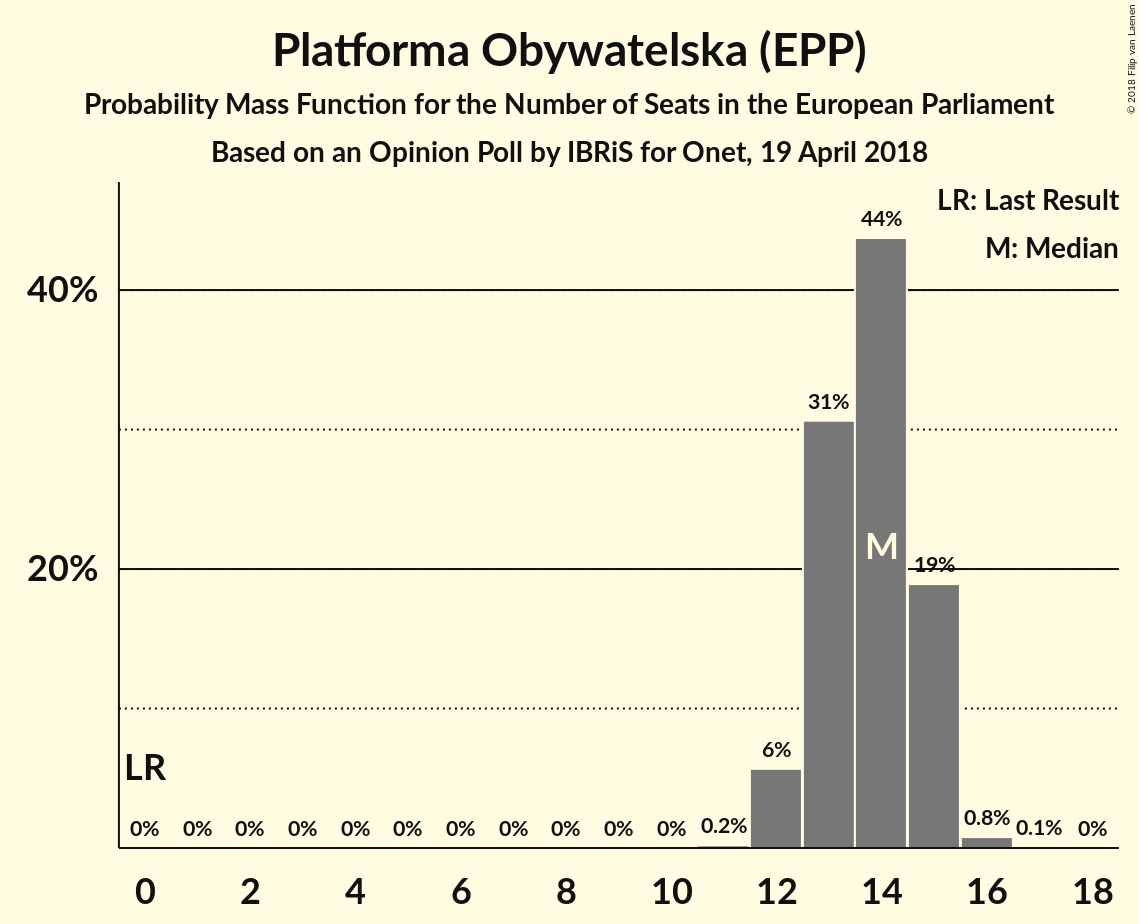 Platforma Obywatelska (EPP)
Probability Mass Function for the Number of Seats in the European Parliament
Based on an Opinion Poll by IBRiS for Onet, 19 April 2018
© 2018 Filip van Laenen
LR: Last Result
M: Median
40%
20%
44%
31%
M
19%
6%
LR
0% 0% 0% 0% 0% 0% 0% 0% 0% 0% 0% 0.2% 0.8% 0.1% 0%
0 2 4 6 8 10 12 14 16 18